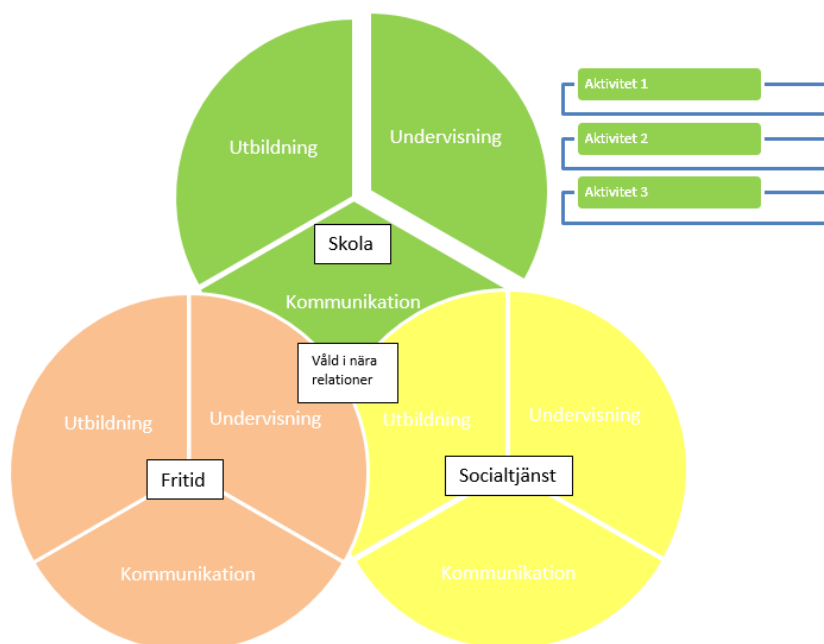 Utbildning
Undervisning
Skola
Kommunikation
Aktivitet 1
Aktivitet 2
Aktivitet 3
Våld i nära
relationer
Utbildning
Undervisning
Fritid
Kommunikation
Utbildning
Undervisning
Socialtjänst
Kommunikation